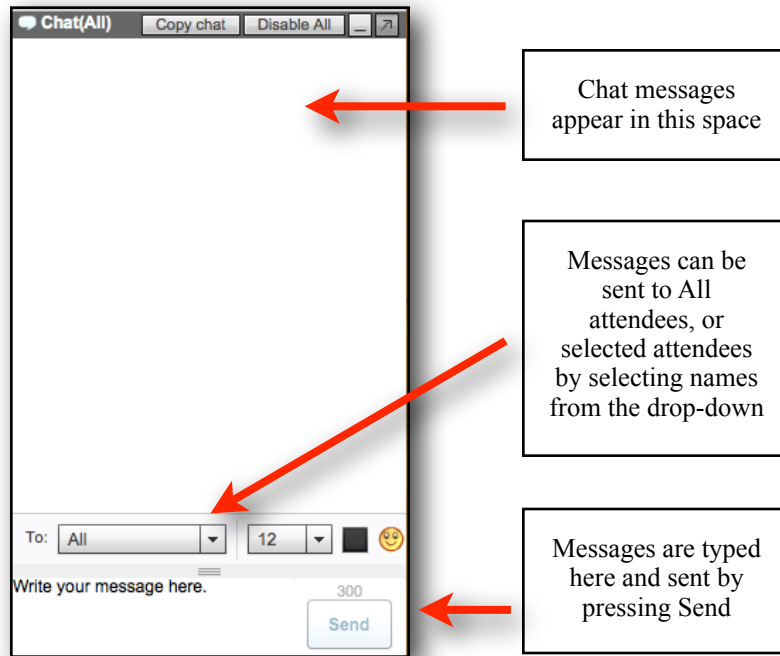 Chat(All) Copy chat Disable All
Chat messages
appear in this space
Messages can be
sent to All
attendees, or
selected attendees
by selecting names
from the drop-down
To: All 12
Write your message here. 300
Send
Messages are typed
here and sent by
pressing Send